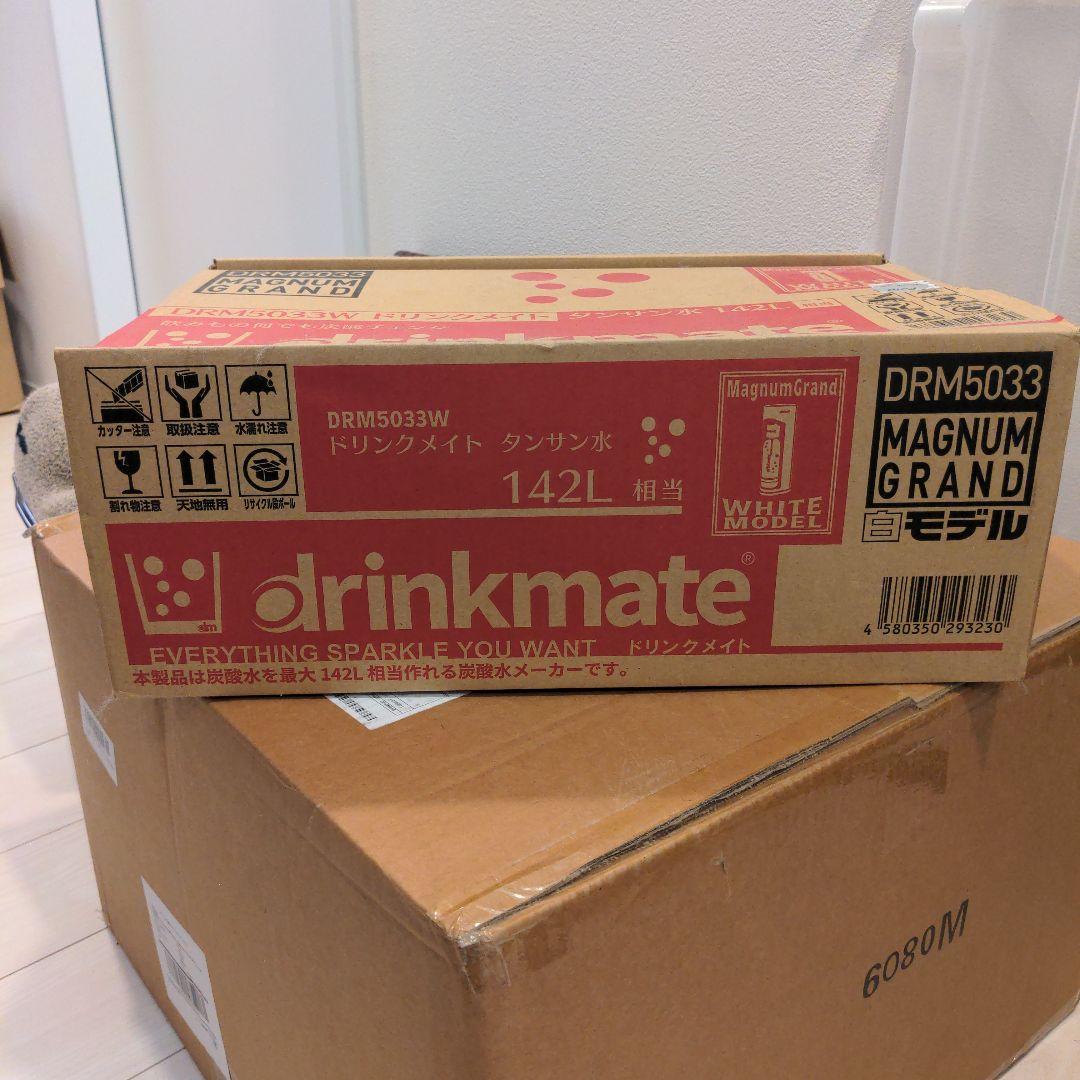 DRM5033
MAGNUM
GRAND
DRM5033W ドリンクメイト タンサン水 142L
drinkmate®
カッター注意
取扱注意
水濡れ注意
割れ物注意
天地無用
リサイクル段ボール
DRM5033W
ドリンクメイト タンサン水
142L 相当
MagnumGrand
WHITE
MODEL
DRM5033
MAGNUM
GRAND
白モデル
drinkmate®
EVERYTHING SPARKLE YOU WANT ドリンクメイト
本製品は炭酸水を最大 142L 相当作れる炭酸水メーカーです。
4 580350 293230
6080M